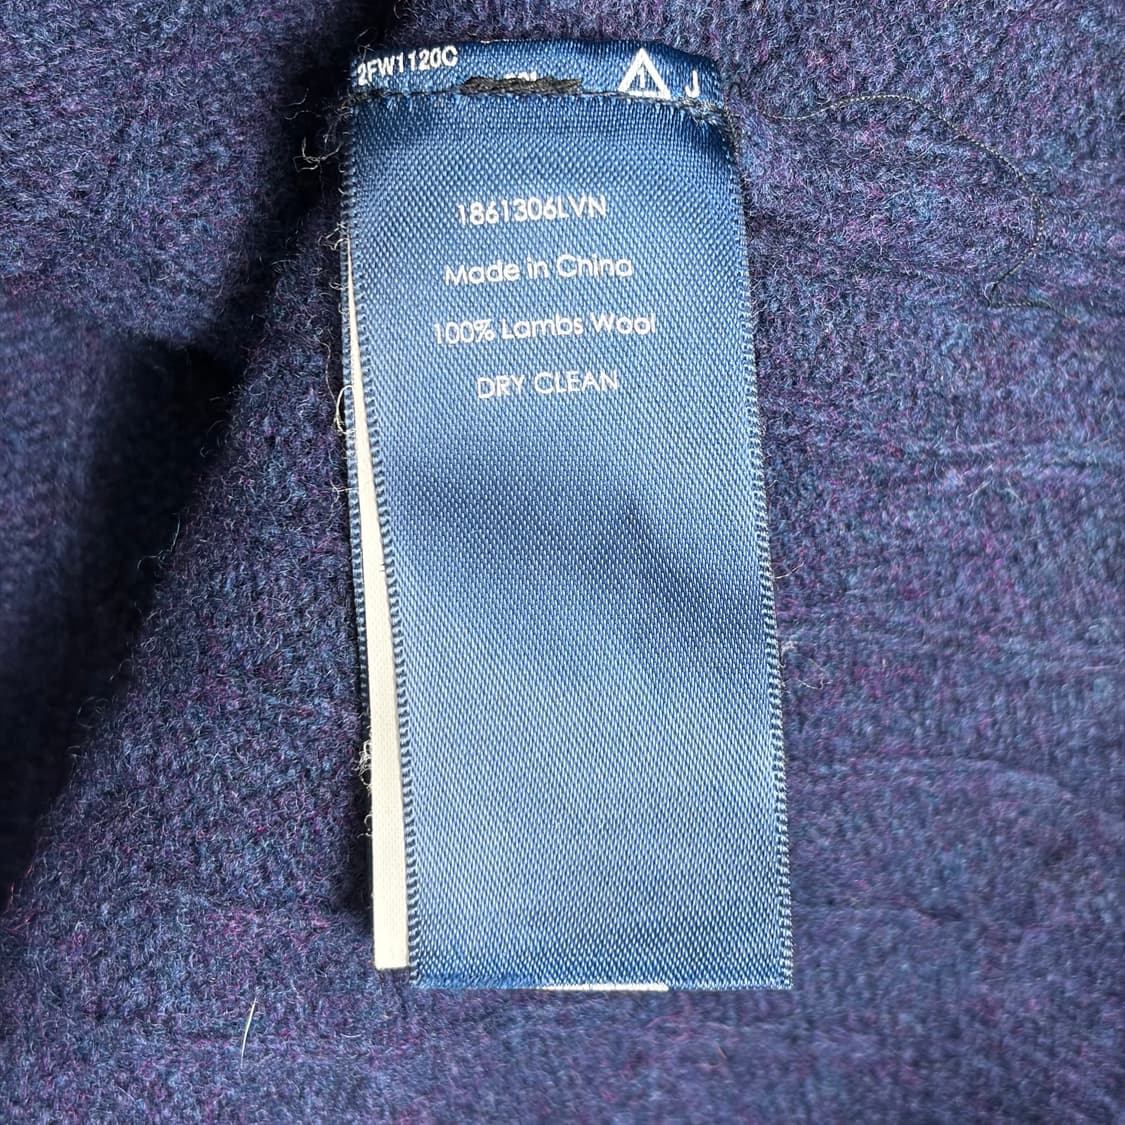 2FW1120C
J
1861306LVN
Made in China
100% Lambs Wool
DRY CLEAN